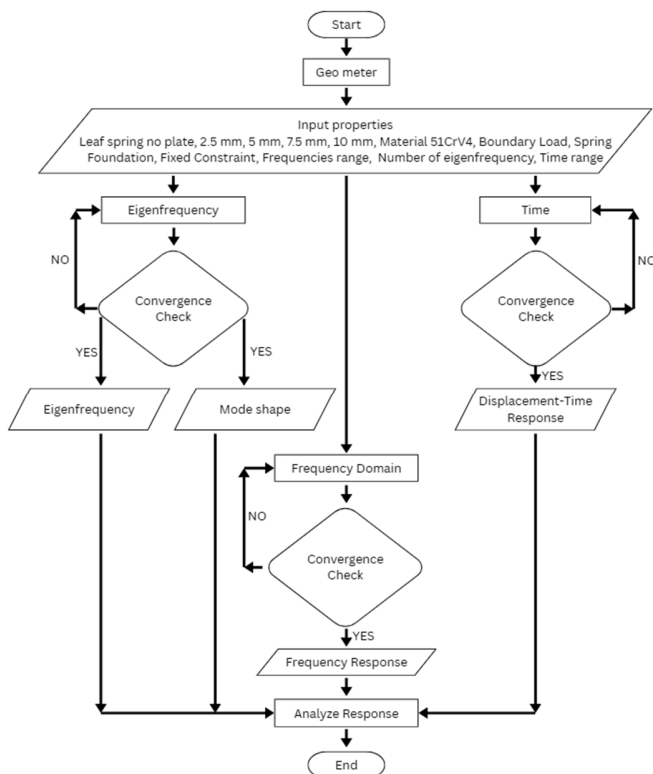 Start
Geo meter
Input properties
Leaf spring no plate, 2.5 mm, 5 mm, 7.5 mm, 10 mm, Material 51CrV4, Boundary Load, Spring
Foundation, Fixed Constraint, Frequencies range, Number of eigenfrequency, Time range
Eigenfrequency
Time
NO
NO
Convergence
Check
Convergence
Check
YES
YES
YES
Eigenfrequency
Mode shape
Displacement-Time
Response
Frequency Domain
NO
Convergence
Check
YES
Frequency Response
Analyze Response
End